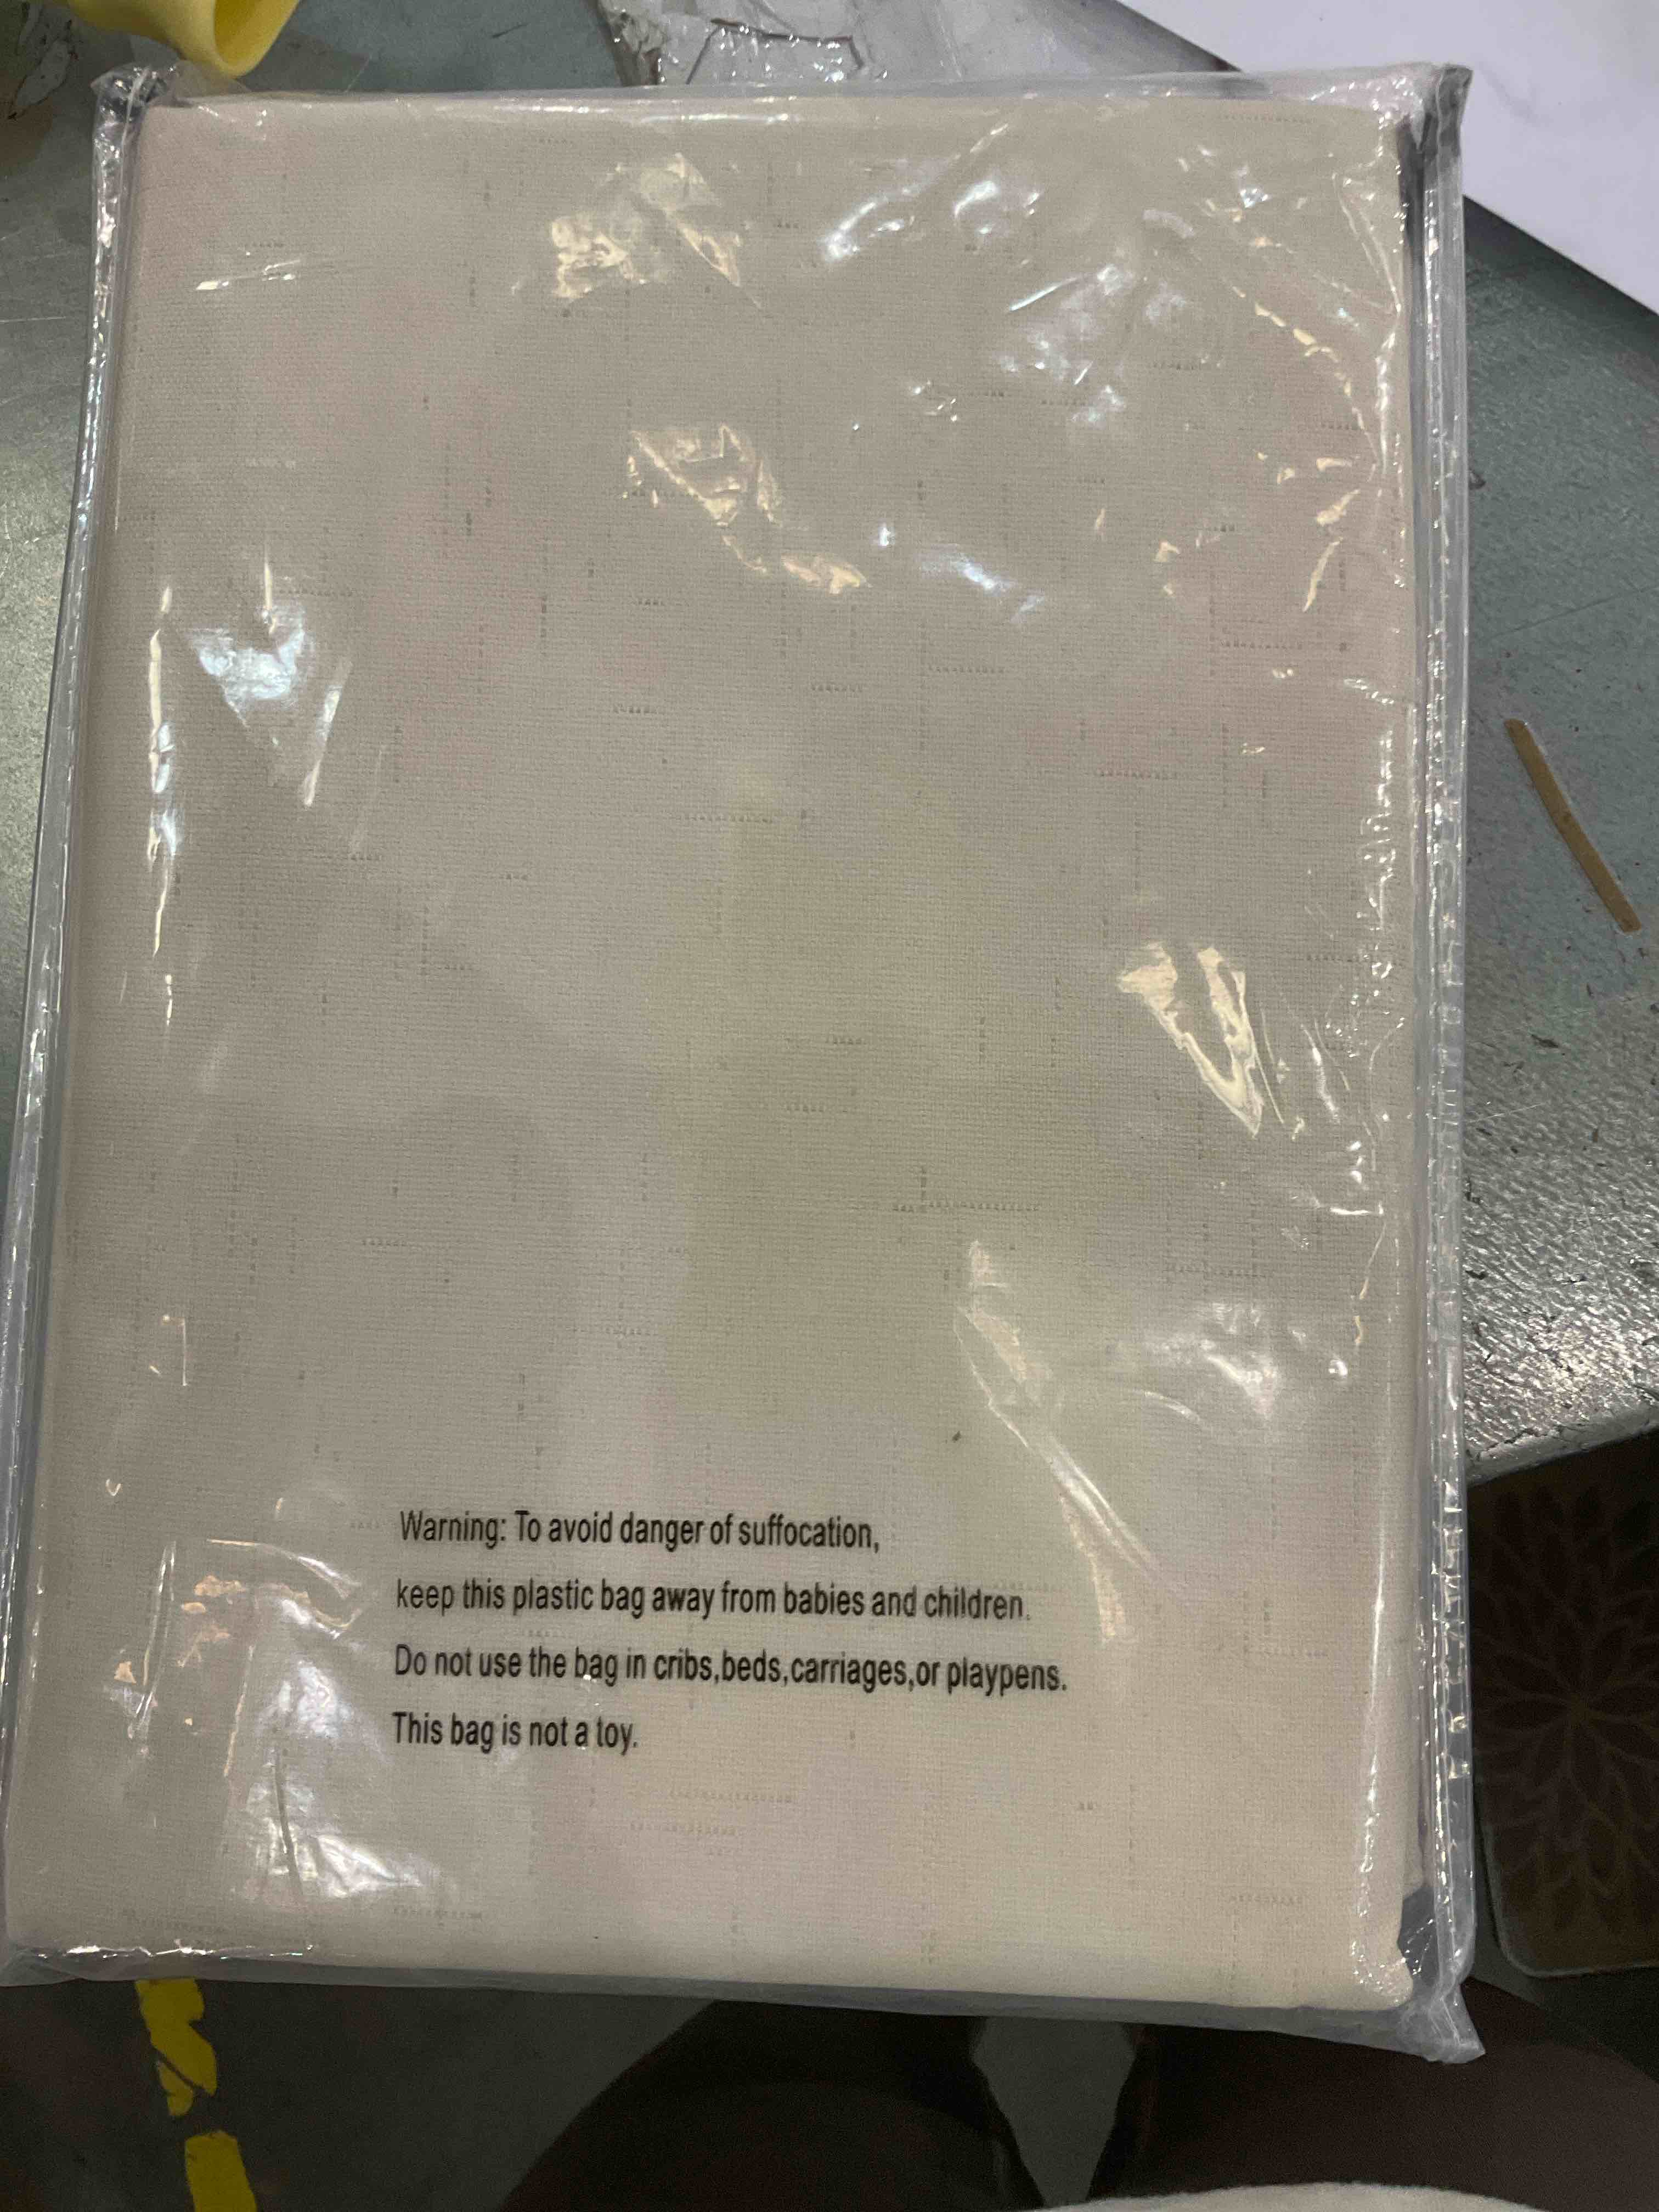 Warning: To avoid danger of suffocation,
keep this plastic bag away from babies and children.
Do not use the bag in cribs,beds,carriages,or playpens.
This bag is not a toy.